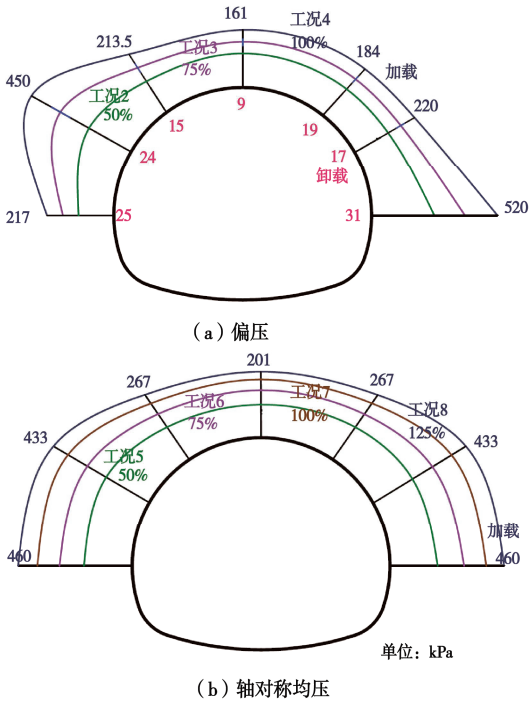 161
工况4
100%
213.5
工况3
75%
184
加载
450
工况2
50%
9
220
15
19
24
17
卸载
217
25
31
520
（a）偏压
201
267
267
工况7
100%
工况6
75%
工况8
125%
433
433
工况5
50%
加载
460
460
单位：kPa
（b）轴对称均压